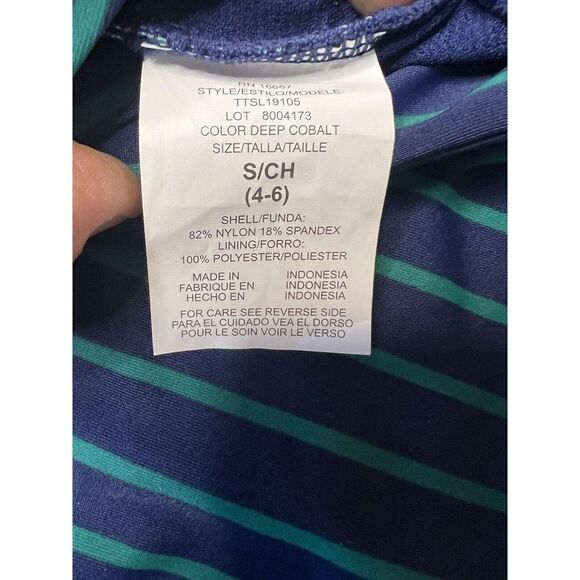 RN 16687
STYLE/ESTILO/MODELE
TTSL19105
LOT 8004173
COLOR DEEP COBALT
SIZE/TALLA/TAILLE
S/CH
(4-6)
SHELL/FUNDA:
82% NYLON 18% SPANDEX
LINING/FORRO:
100% POLYESTER/POLIESTER
MADE IN INDONESIA
FABRIQUE EN INDONESIA
HECHO EN INDONESIA
FOR CARE SEE REVERSE SIDE
PARA EL CUIDADO VEA EL DORSO
POUR LE SOIN VOIR LE VERSO